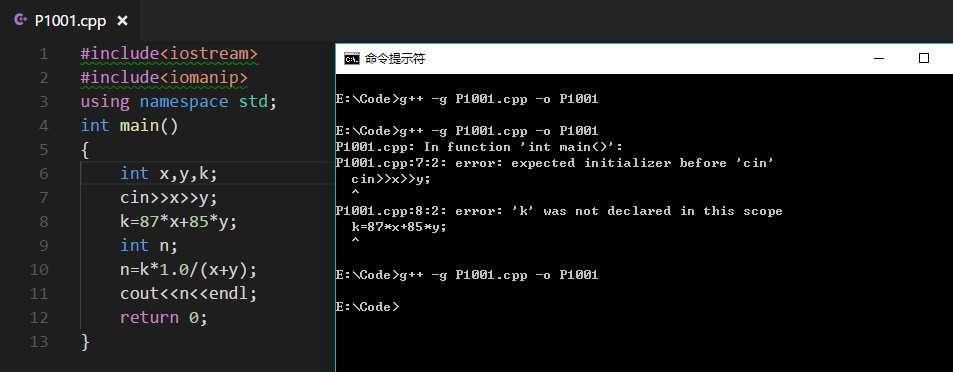 P1001.cpp ×
1 #include<iostream>
2 #include<iomanip>
3 using namespace std;
4 int main()
5 {
6 int x,y,k;
7 cin>>x>>y;
8 k=87*x+85*y;
9 int n;
10 n=k*1.0/(x+y);
11 cout<<n<<endl;
12 return 0;
13 }
命令提示符
E:\Code>g++ -g P1001.cpp -o P1001
E:\Code>g++ -g P1001.cpp -o P1001
P1001.cpp: In function 'int main()':
P1001.cpp:7:2: error: expected initializer before 'cin'
cin>>x>>y;
^
P1001.cpp:8:2: error: 'k' was not declared in this scope
k=87*x+85*y;
^
E:\Code>g++ -g P1001.cpp -o P1001
E:\Code>